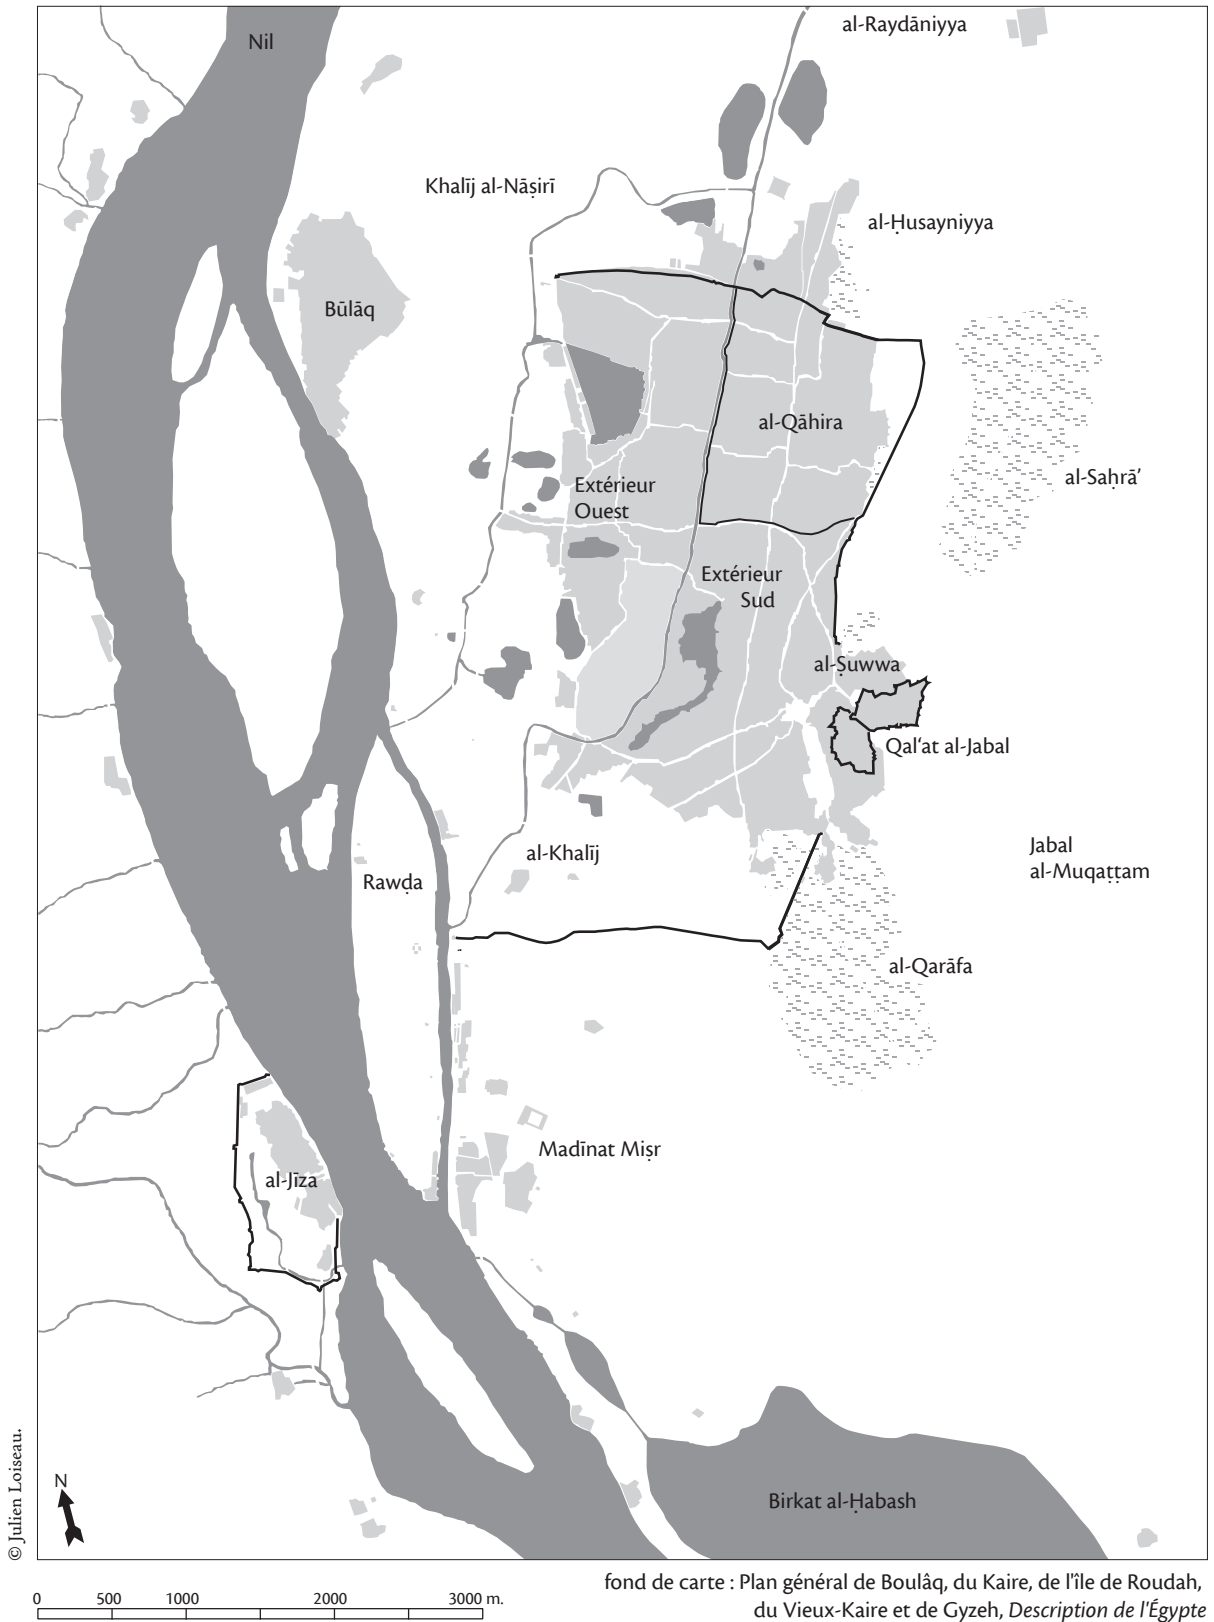 Nil
al-Raydāniyya
Khalīj al-Nāṣirī
al-Ḥusayniyya
Būlāq
al-Qāhira
al-Saḥrā’
Extérieur
Ouest
Extérieur
Sud
al-Ṣuwwa
Qal‘at al-Jabal
al-Khalīj
Jabal
al-Muqaṭṭam
Rawḍa
al-Qarāfa
Madīnat Miṣr
al-Jīza
Birkat al-Ḥabash
N
© Julien Loiseau.
0 500 1000 2000 3000 m.
fond de carte : Plan général de Boulâq, du Kaire, de l'île de Roudah,
du Vieux-Kaire et de Gyzeh, Description de l'Égypte